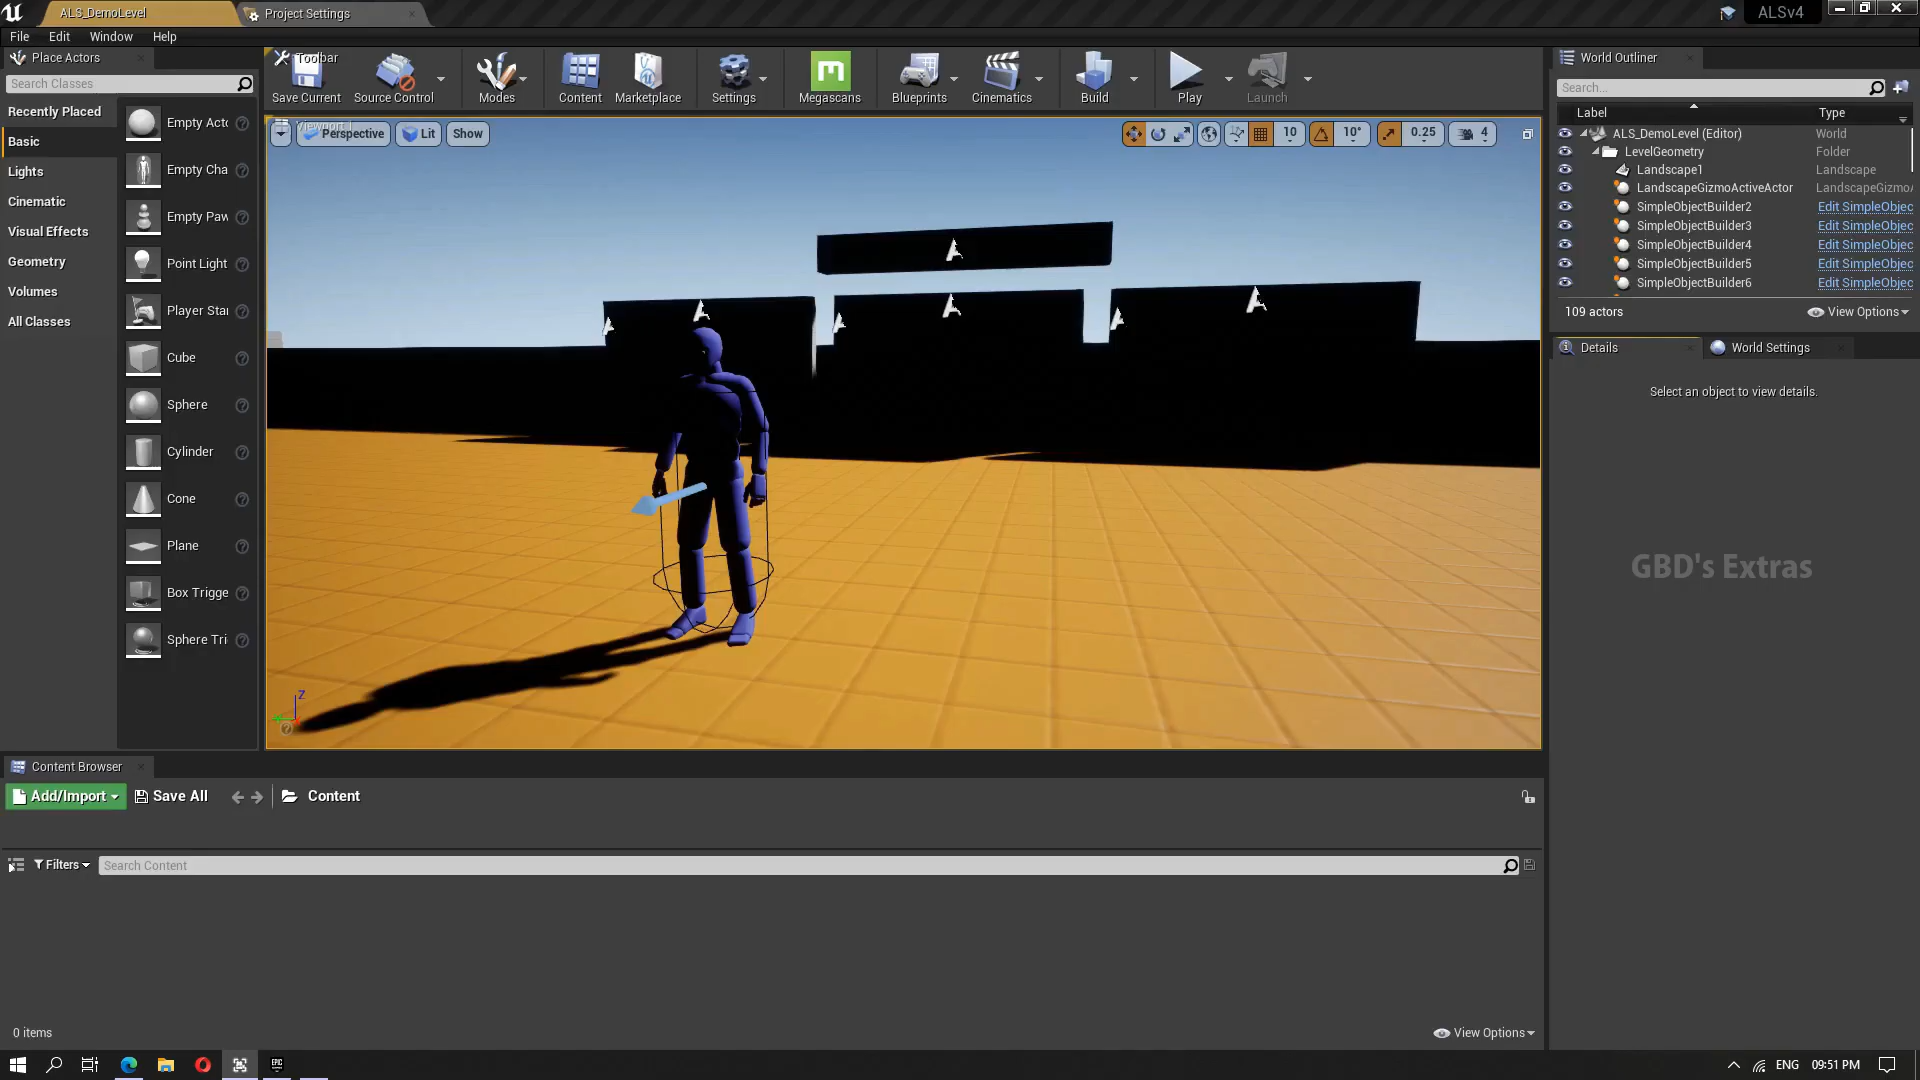 ALS_DemoLevel
Project Settings
ALSv4
File Edit Window Help
Place Actors
Search Classes
Recently Placed
Basic
Lights
Cinematic
Visual Effects
Geometry
Volumes
All Classes
Empty Acto
Empty Cha
Empty Paw
Point Light
Player Star
Cube
Sphere
Cylinder
Cone
Plane
Box Trigge
Sphere Tri
Toolbar
Save Current
Source Control
Modes
Content
Marketplace
Settings
Megascans
Blueprints
Cinematics
Build
Play
Launch
Viewport 1
Perspective
Lit
Show
10
10°
0.25
4
Z
World Outliner
Search...
Label Type
ALS_DemoLevel (Editor) World
LevelGeometry Folder
Landscape1 Landscape
LandscapeGizmoActiveActor LandscapeGizmoA
SimpleObjectBuilder2 Edit SimpleObjec
SimpleObjectBuilder3 Edit SimpleObjec
SimpleObjectBuilder4 Edit SimpleObjec
SimpleObjectBuilder5 Edit SimpleObjec
SimpleObjectBuilder6 Edit SimpleObjec
109 actors
View Options
Details
World Settings
Select an object to view details.
GBD's Extras
Content Browser
Add/Import
Save All
Content
Filters
Search Content
0 items
View Options
EPIC
ENG
09:51 PM